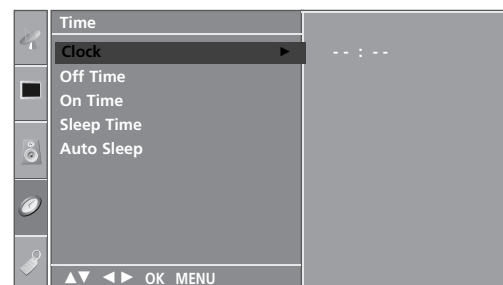 Time
Clock ► - - : - -
Off Time
On Time
Sleep Time
Auto Sleep
▲▼ ◄► OK MENU